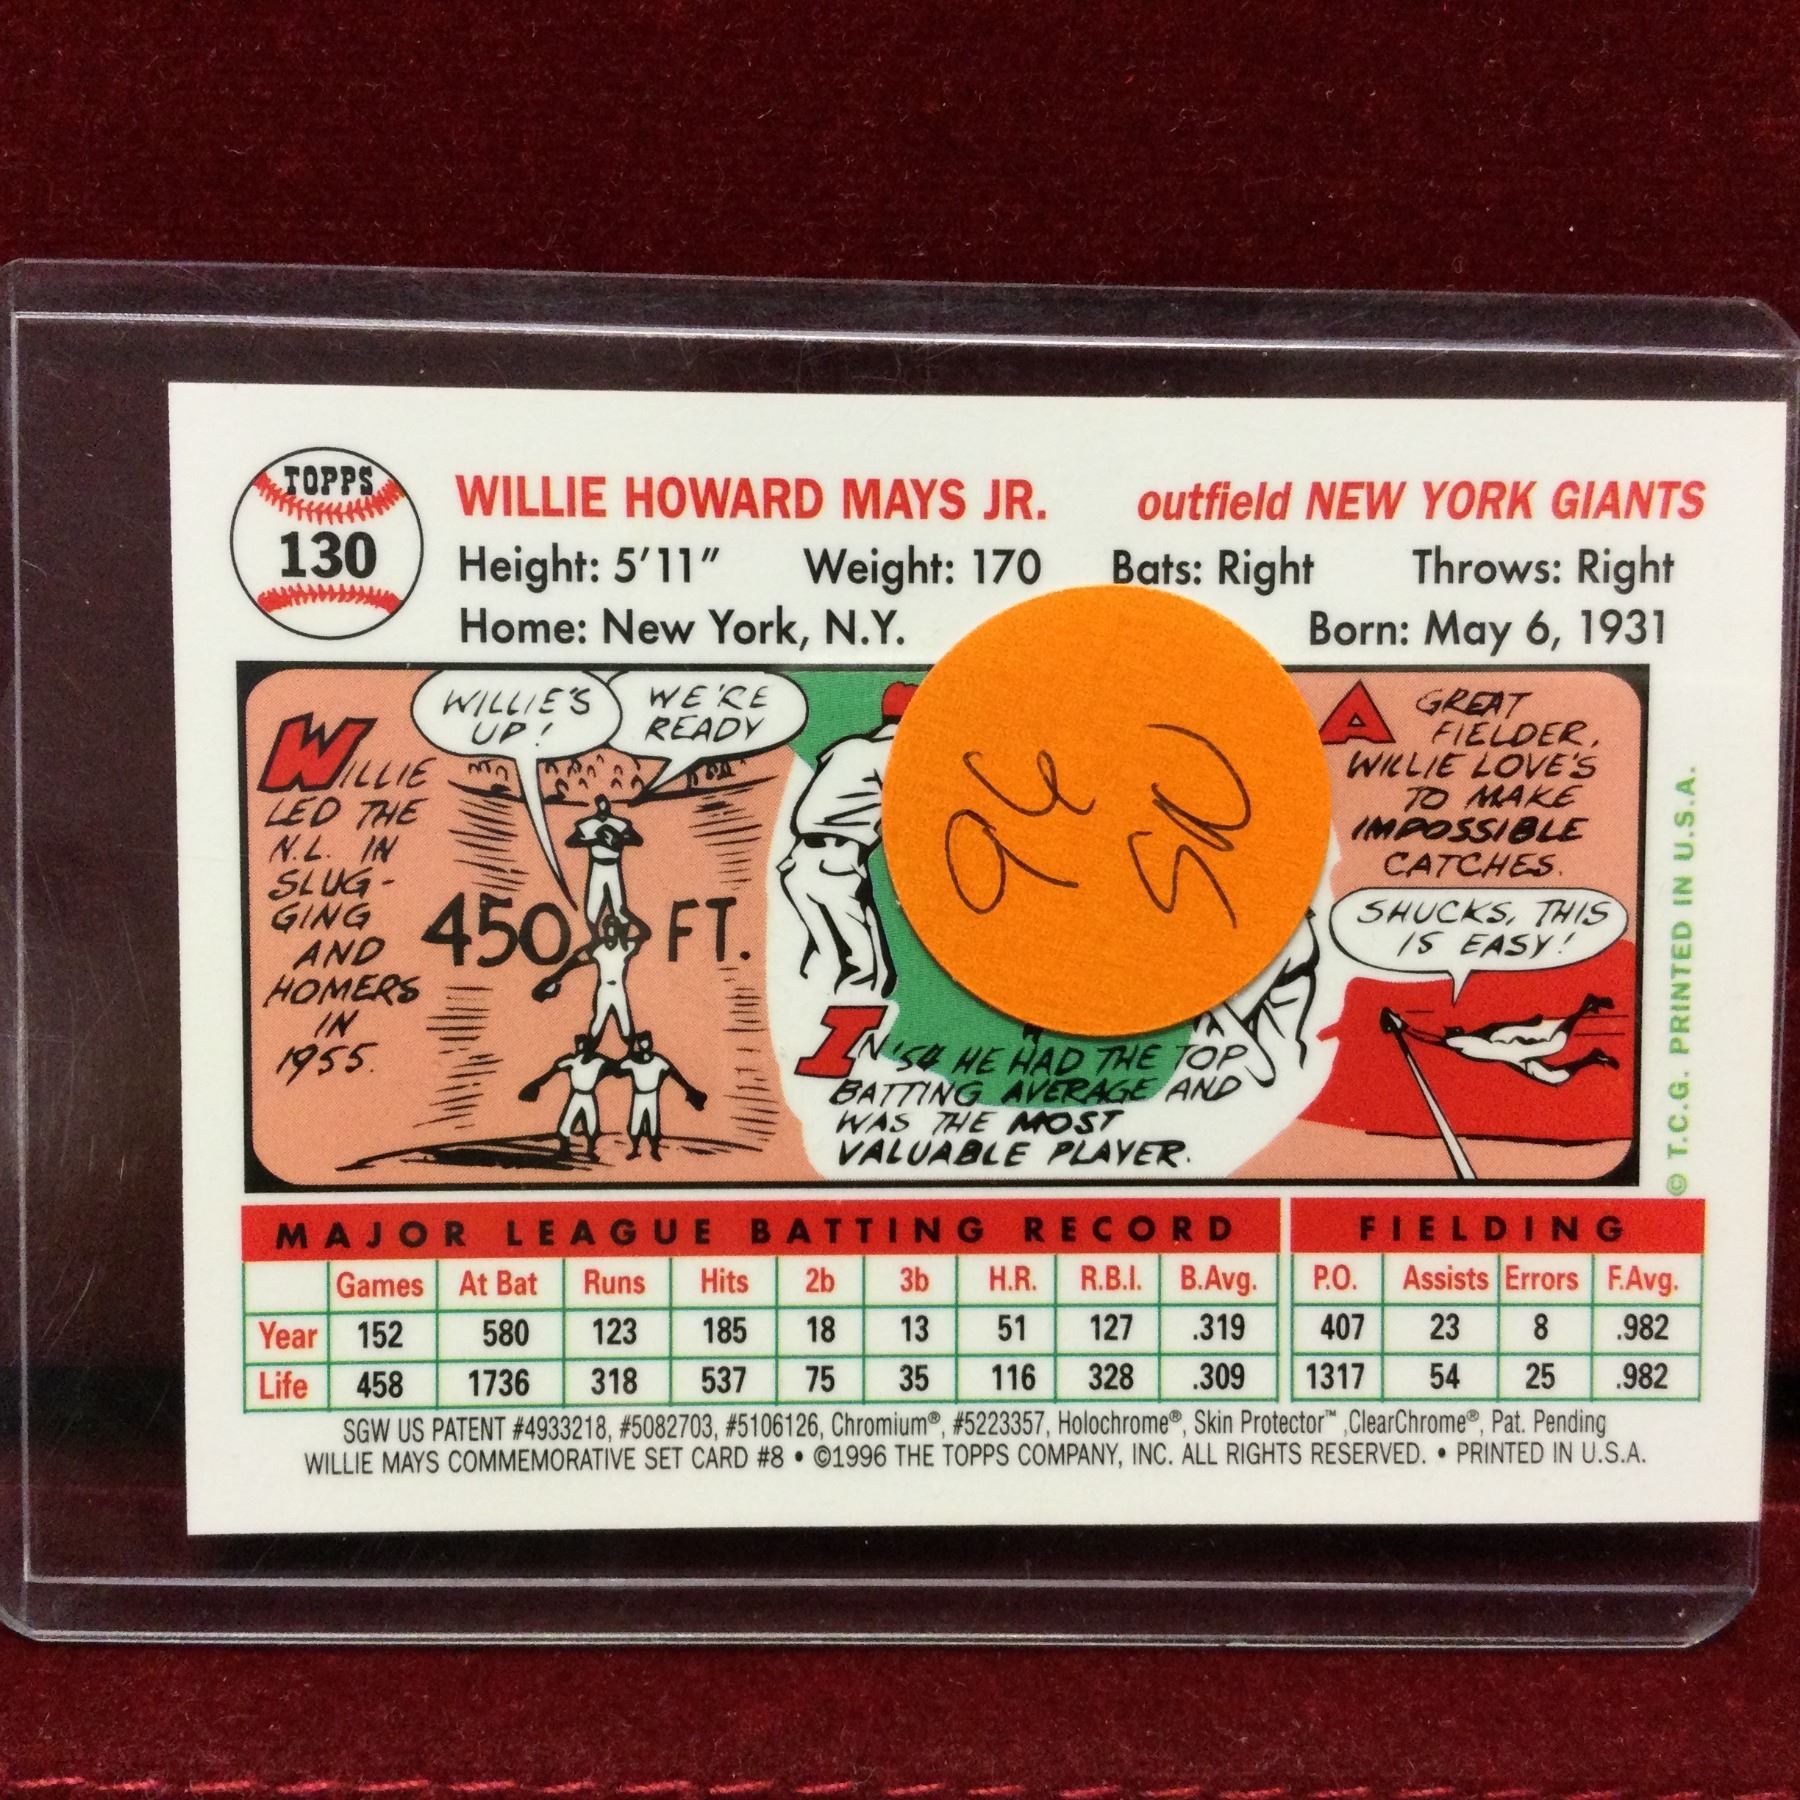 TOPPS
130
WILLIE HOWARD MAYS JR. outfield NEW YORK GIANTS
Height: 5'11" Weight: 170 Bats: Right Throws: Right
Home: New York, N.Y. Born: May 6, 1931
WILLIE
LED THE
N.L. IN
SLUG-
GING
AND
HOMERS
IN
1955.
WILLIE'S
UP!
WE'RE
READY
450 FT.
IN '54 HE HAD THE TOP
BATTING AVERAGE AND
WAS THE MOST
VALUABLE PLAYER.
A GREAT
FIELDER,
WILLIE LOVE'S
TO MAKE
IMPOSSIBLE
CATCHES.
SHUCKS, THIS
IS EASY!
© T.C.G. PRINTED IN U.S.A.
MAJOR LEAGUE BATTING RECORD FIELDING
Games At Bat Runs Hits 2b 3b H.R. R.B.I. B.Avg. P.O. Assists Errors F.Avg.
Year 152 580 123 185 18 13 51 127 .319 407 23 8 .982
Life 458 1736 318 537 75 35 116 328 .309 1317 54 25 .982
SGW US PATENT #4933218, #5082703, #5106126, Chromium®, #5223357, Holochrome®, Skin Protector™ ,ClearChrome®, Pat. Pending
WILLIE MAYS COMMEMORATIVE SET CARD #8 • ©1996 THE TOPPS COMPANY, INC. ALL RIGHTS RESERVED. • PRINTED IN U.S.A.